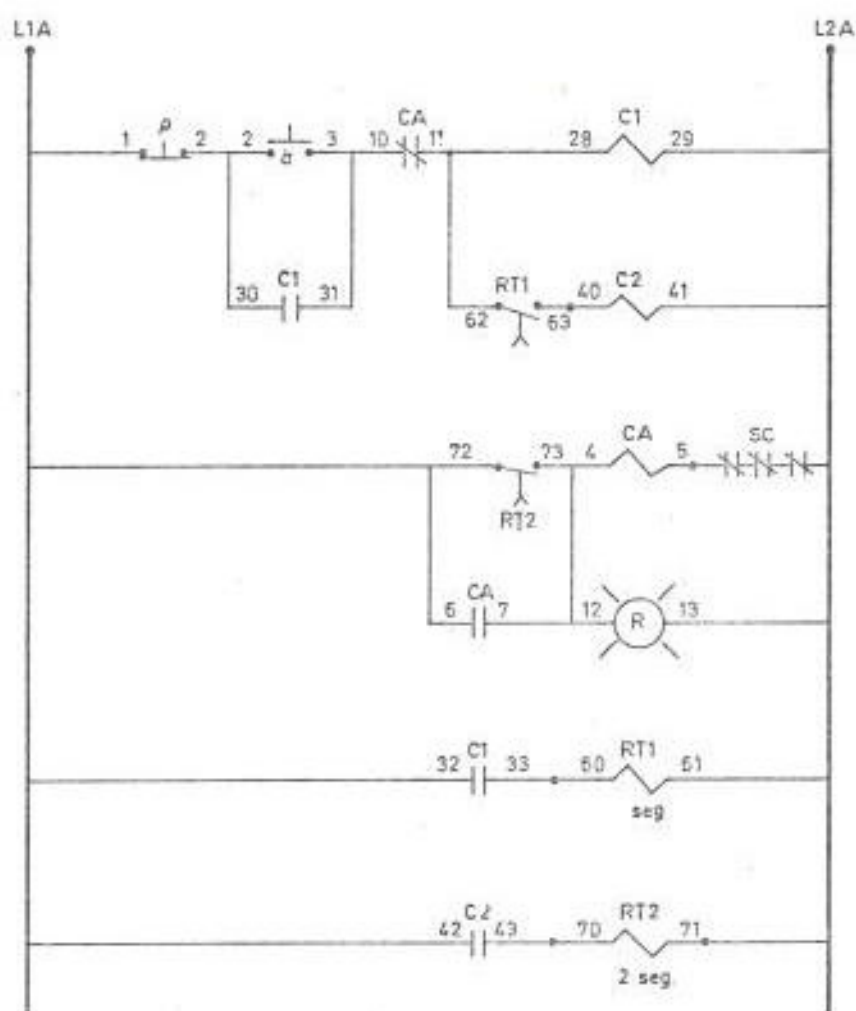 L1A L2A
p CA C1
1 2 2 3 10 11 28 29
a
C1 RT1 C2
30 31 40 41
62 63
CA SC
72 73 4 5
RT2
CA
6 7 12 13
R
C1 RT1
32 33 60 61
seg
C2 RT2
42 43 70 71
2 seg